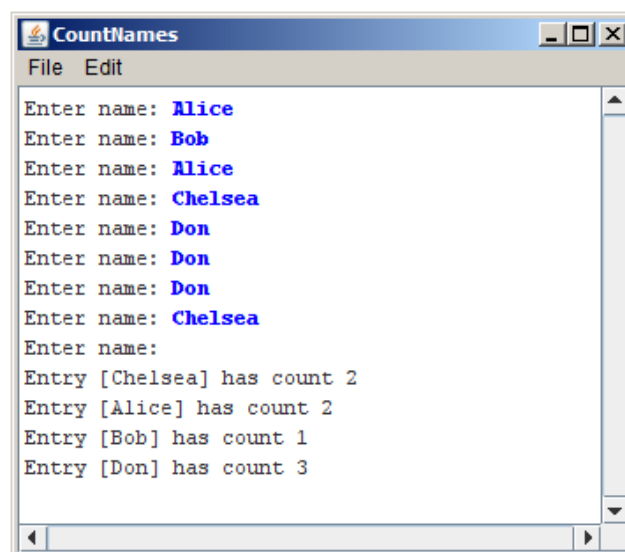 CountNames
File Edit
Enter name: Alice
Enter name: Bob
Enter name: Alice
Enter name: Chelsea
Enter name: Don
Enter name: Don
Enter name: Don
Enter name: Chelsea
Enter name:
Entry [Chelsea] has count 2
Entry [Alice] has count 2
Entry [Bob] has count 1
Entry [Don] has count 3